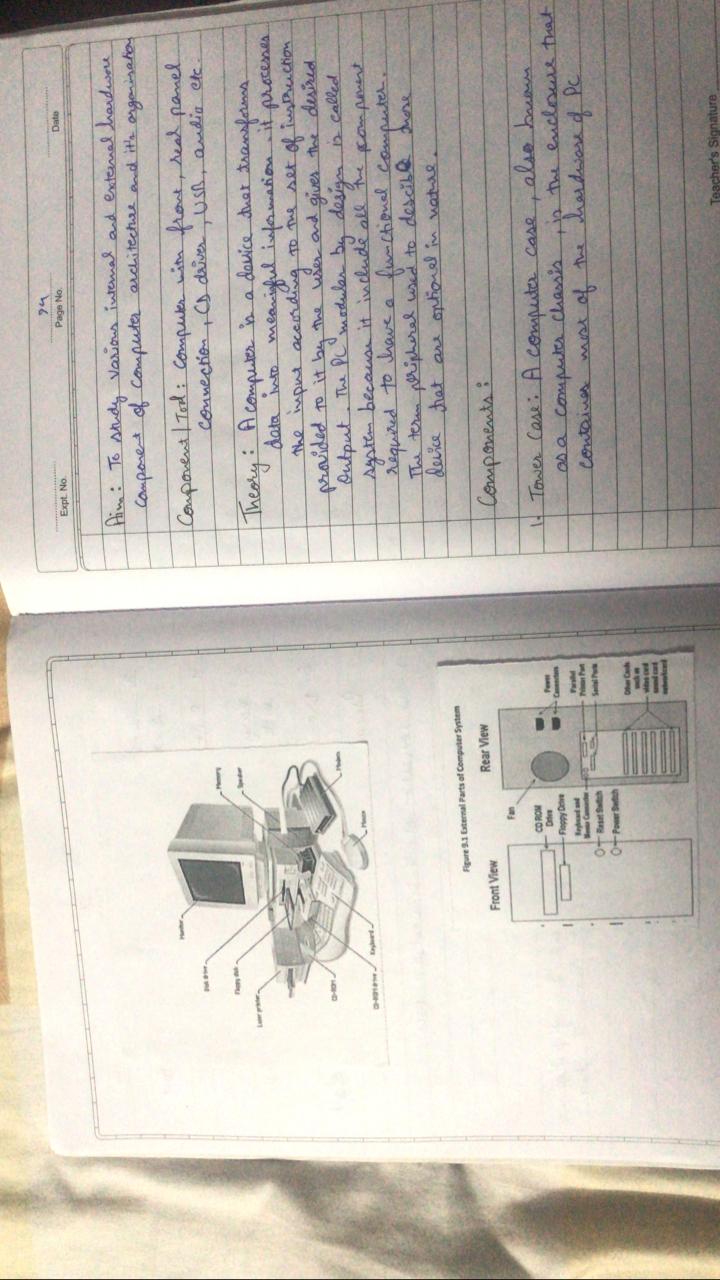 Monitor
Disk drive
Floppy disk
Laser printer
CD-ROM
CD-ROM drive
Keyboard
Memory
Speaker
Modem
Mouse
Figure 9.1 External Parts of Computer System
Front View
Rear View
Fan
CD ROM
Drive
Floppy Drive
Keyboard and
Mouse Connector
Reset Switch
Power Switch
Power
Connectors
Parallel
Printer Port
Serial Ports
Other Cards
such as
video card
sound card
networkcard
Expt. No.
Page No.
Date
Aim: To study various internal and external hardware
component of computer architecture and it's organisation
Component/Tool: Computer with front, real panel
connection, CD driver, USB, audio etc.
Theory: A computer is a device that transforms
data into meaningful information. it processes
the input according to the set of instruction
provided to it by the user and gives the desired
output. The PC modular by design is called
system because it include all the component
required to have a functional computer.
The term peripheral used to descibe more
device that are optional in nature.
Components:
1. Tower Case: A computer case, also known
as a computer chassis, is the enclosure that
contains most of the hardware of PC
Teacher's Signature